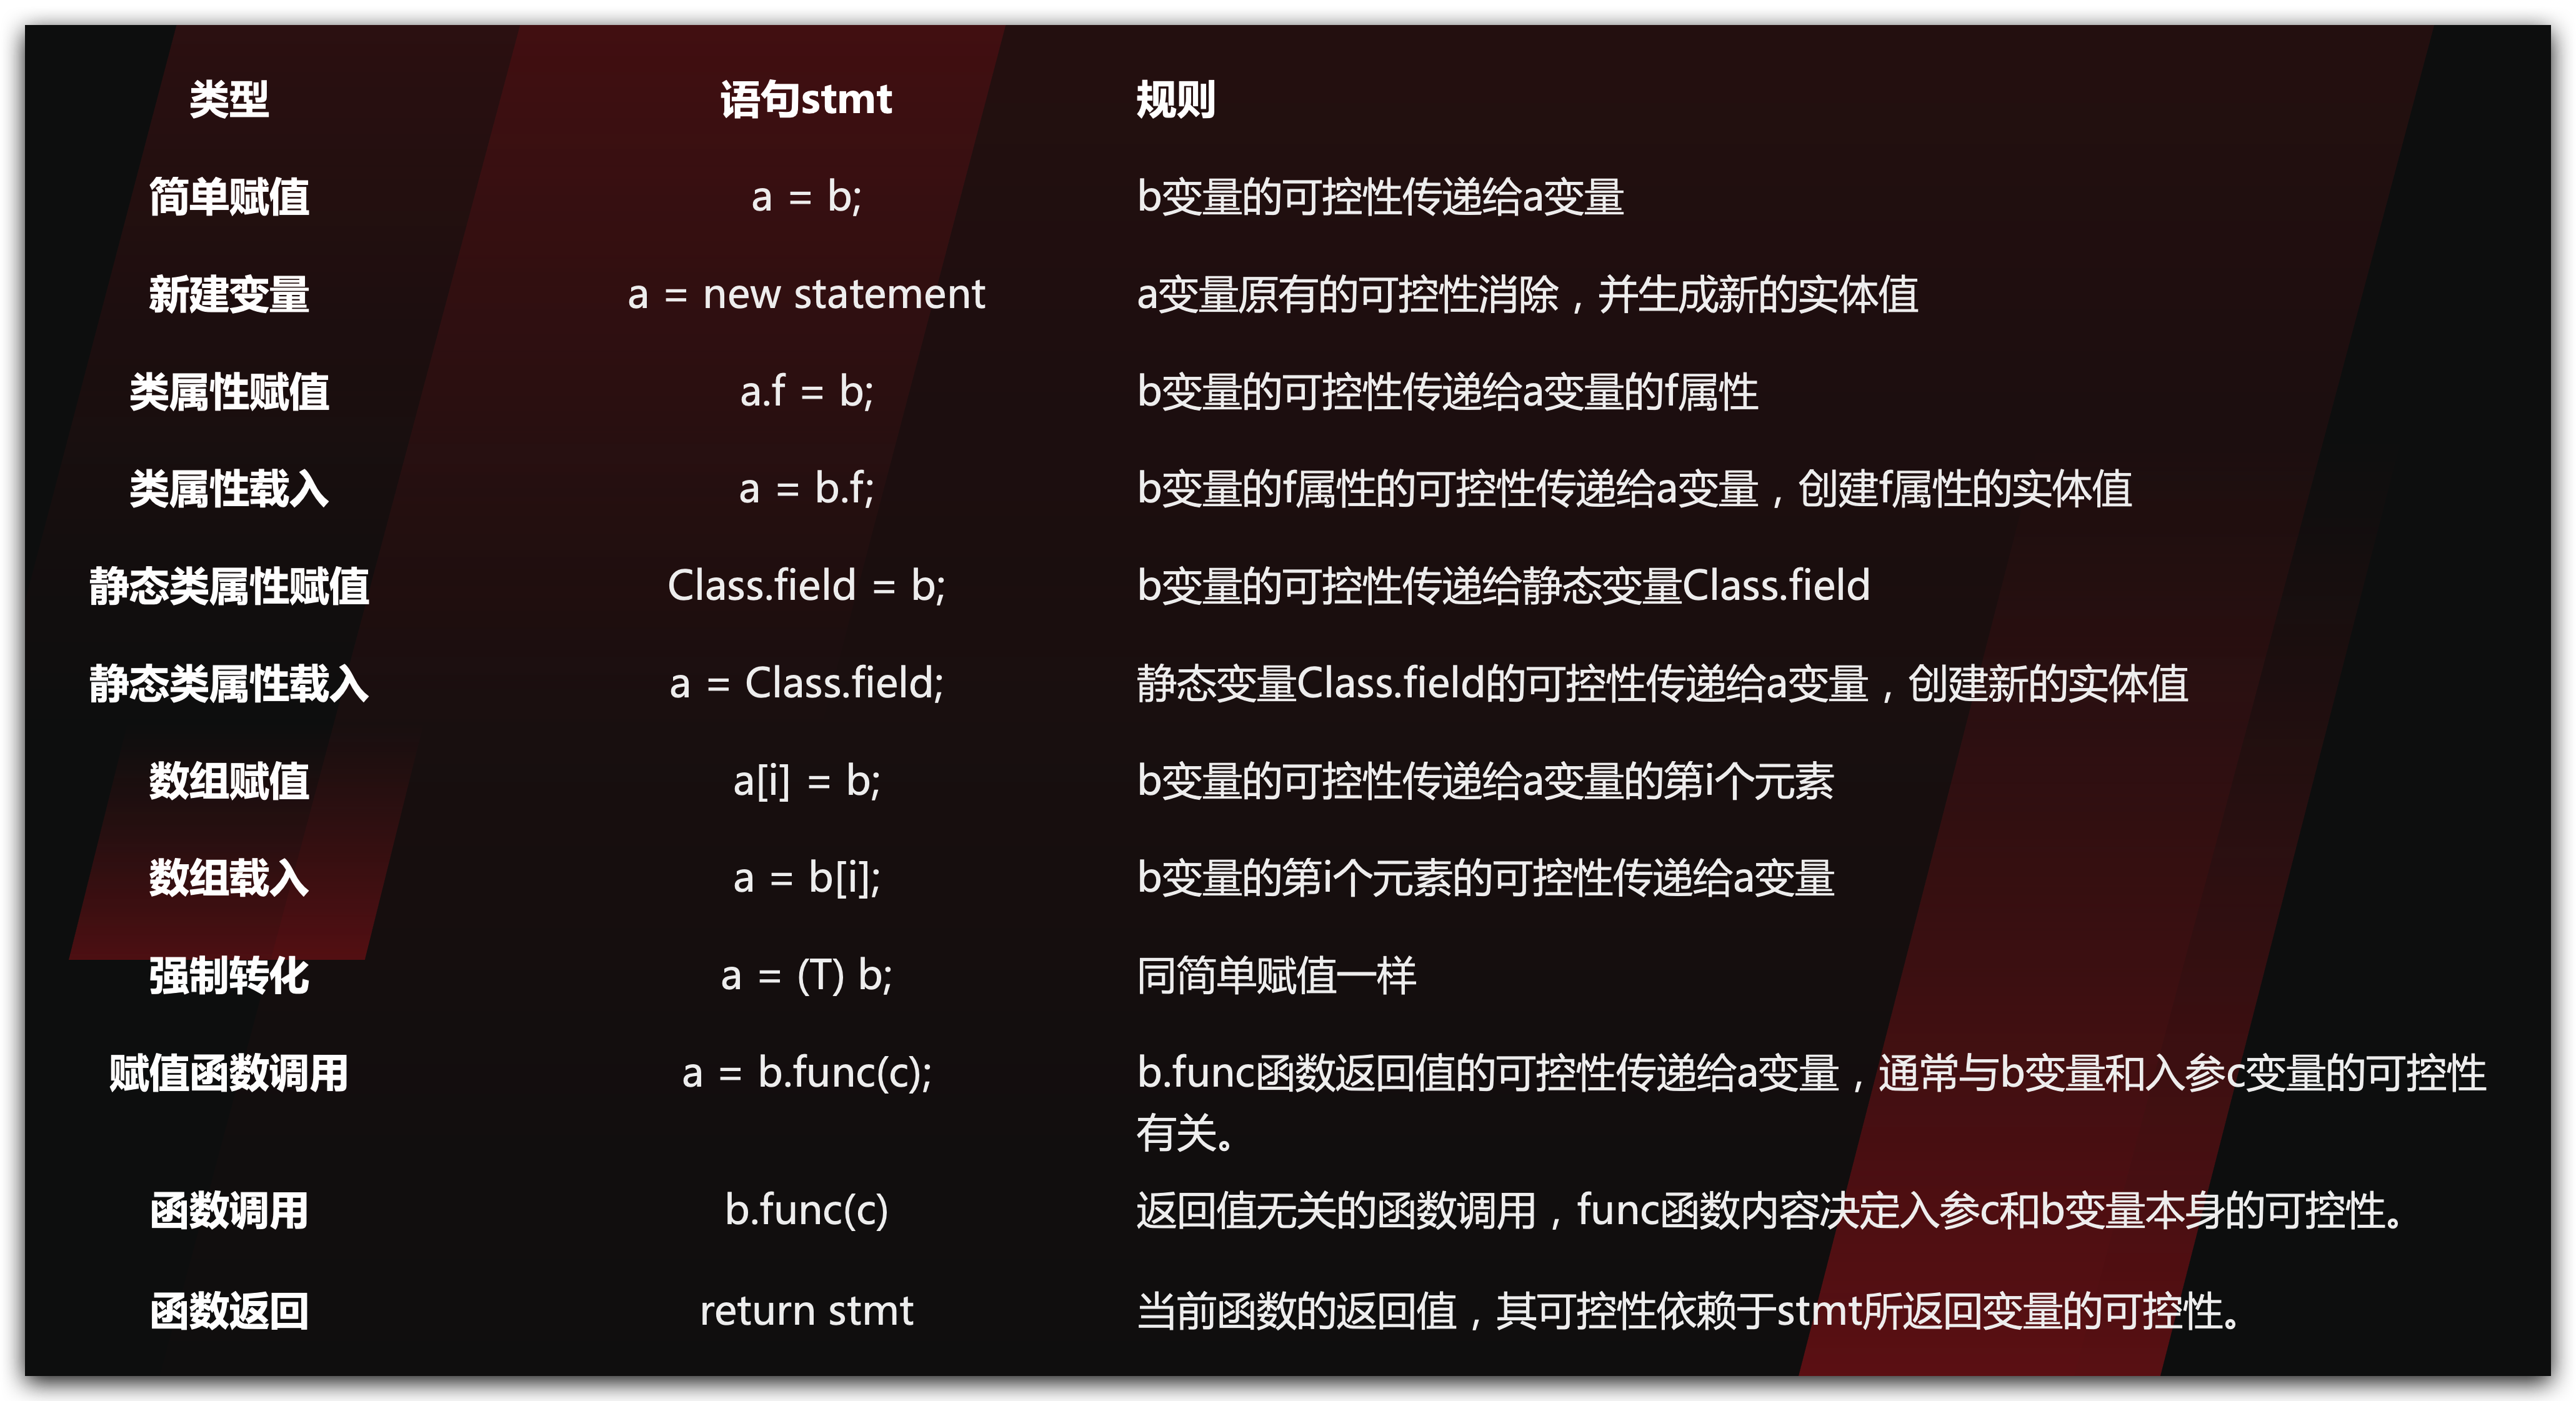 类型 语句stmt 规则
简单赋值 a = b; b变量的可控性传递给a变量
新建变量 a = new statement a变量原有的可控性消除，并生成新的实体值
类属性赋值 a.f = b; b变量的可控性传递给a变量的f属性
类属性载入 a = b.f; b变量的f属性的可控性传递给a变量，创建f属性的实体值
静态类属性赋值 Class.field = b; b变量的可控性传递给静态变量Class.field
静态类属性载入 a = Class.field; 静态变量Class.field的可控性传递给a变量，创建新的实体值
数组赋值 a[i] = b; b变量的可控性传递给a变量的第i个元素
数组载入 a = b[i]; b变量的第i个元素的可控性传递给a变量
强制转化 a = (T) b; 同简单赋值一样
赋值函数调用 a = b.func(c); b.func函数返回值的可控性传递给a变量，通常与b变量和入参c变量的可控性
有关。
函数调用 b.func(c) 返回值无关的函数调用，func函数内容决定入参c和b变量本身的可控性。
函数返回 return stmt 当前函数的返回值，其可控性依赖于stmt所返回变量的可控性。